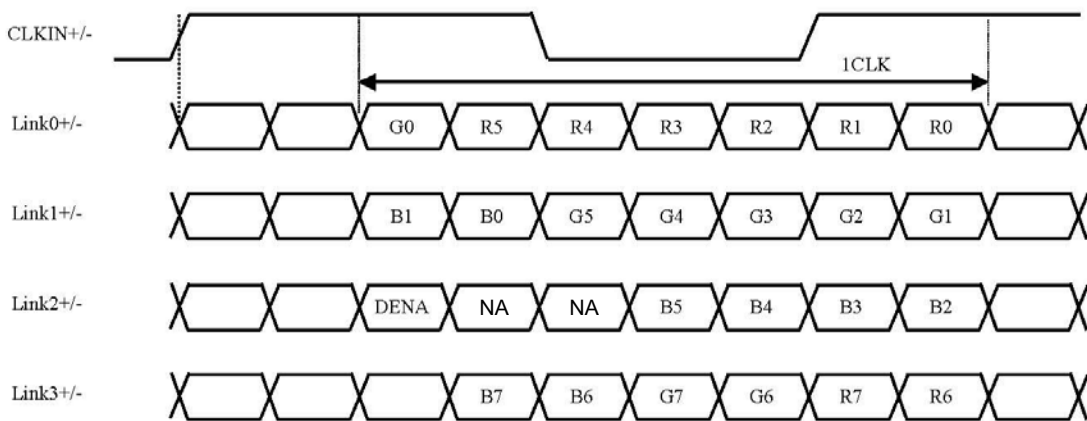 CLKIN+/-
1CLK
Link0+/- G0 R5 R4 R3 R2 R1 R0
Link1+/- B1 B0 G5 G4 G3 G2 G1
Link2+/- DENA NA NA B5 B4 B3 B2
Link3+/- B7 B6 G7 G6 R7 R6